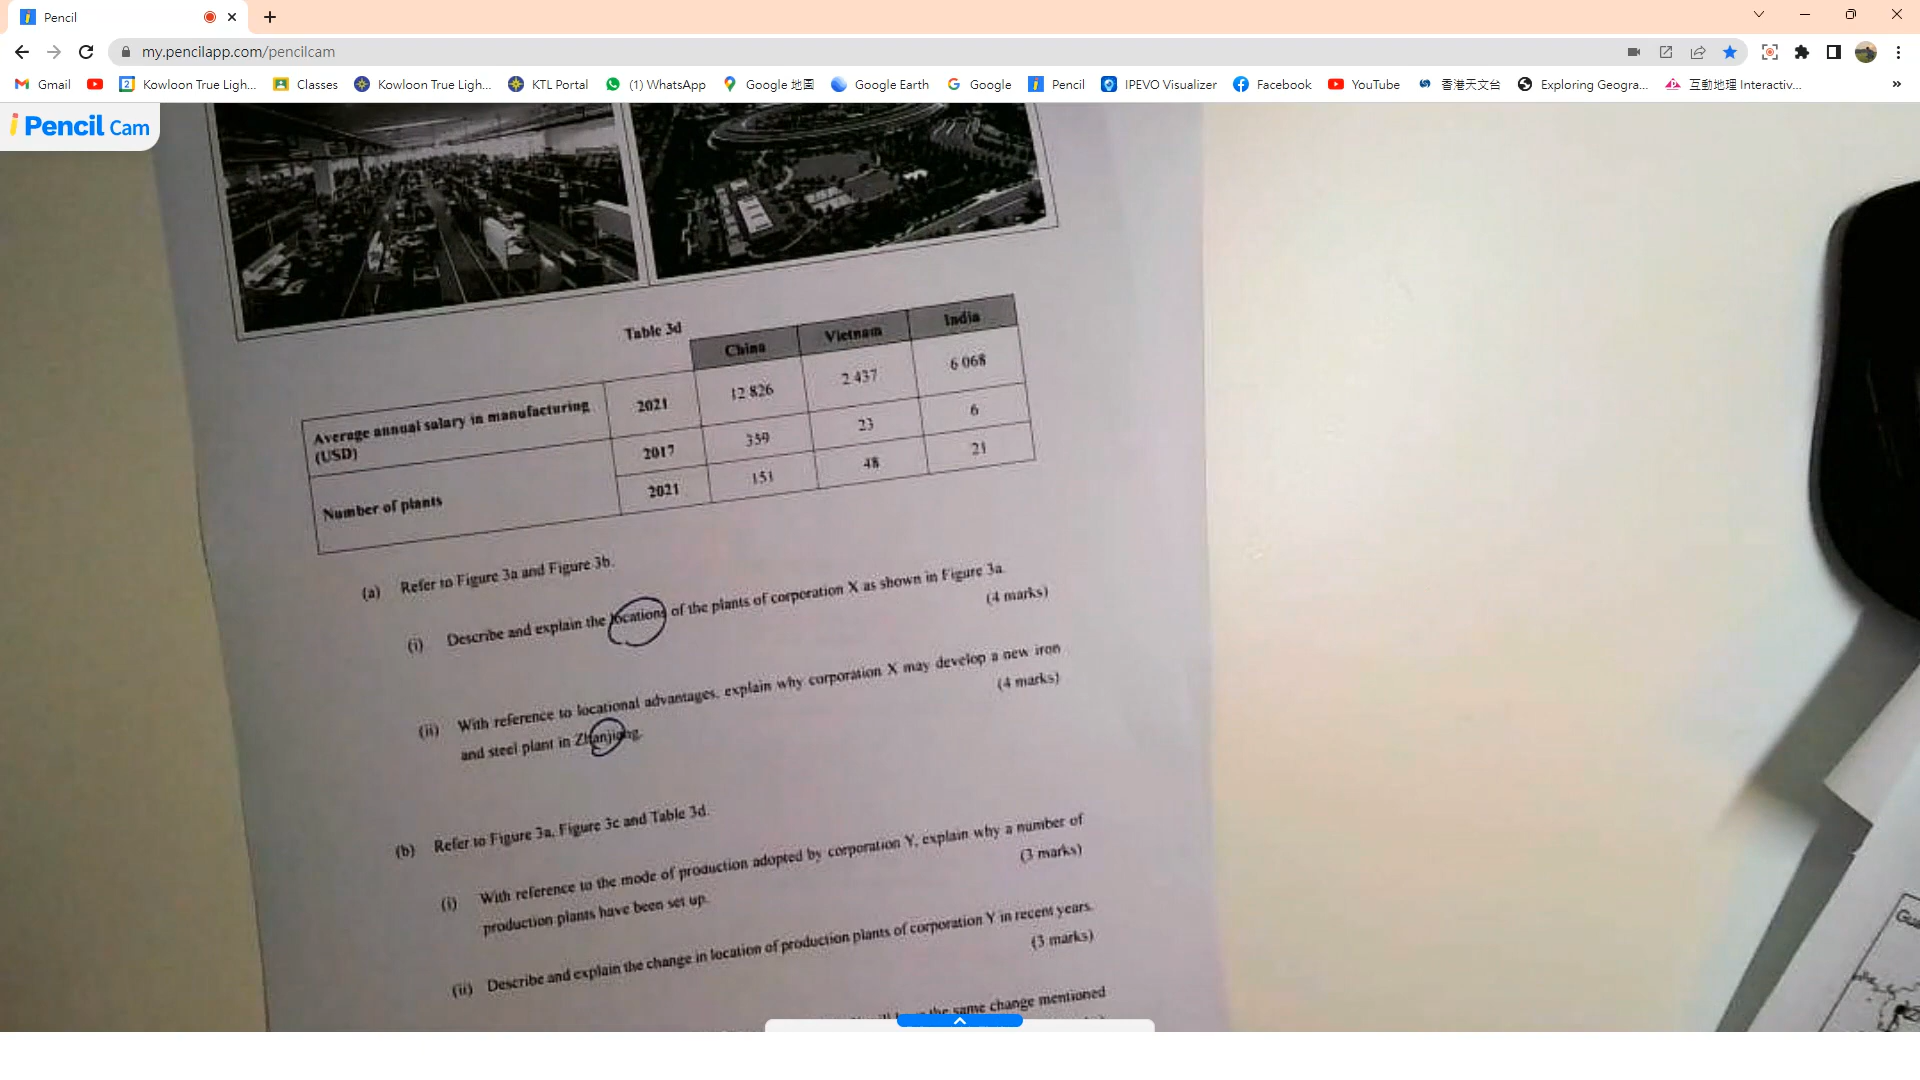 Pencil
my.pencilapp.com/pencilcam
Gmail
Kowloon True Ligh...
Classes
Kowloon True Ligh...
KTL Portal
(1) WhatsApp
Google 地圖
Google Earth
Google
Pencil
IPEVO Visualizer
Facebook
YouTube
香港天文台
Exploring Geogra...
互動地理 Interactiv...
»
Pencil Cam
Table 3d
China Vietnam India
Average annual salary in manufacturing (USD) 2021 12 826 2 437 6 068
Number of plants 2017 359 23 6
2021 151 48 21
(a) Refer to Figure 3a and Figure 3b.
(i) Describe and explain the locations of the plants of corporation X as shown in Figure 3a.
(4 marks)
(ii) With reference to locational advantages, explain why corporation X may develop a new iron
and steel plant in Zhanjiang.
(4 marks)
(b) Refer to Figure 3a, Figure 3c and Table 3d.
(i) With reference to the mode of production adopted by corporation Y, explain why a number of
production plants have been set up.
(3 marks)
(ii) Describe and explain the change in location of production plants of corporation Y in recent years.
(3 marks)
the same change mentioned